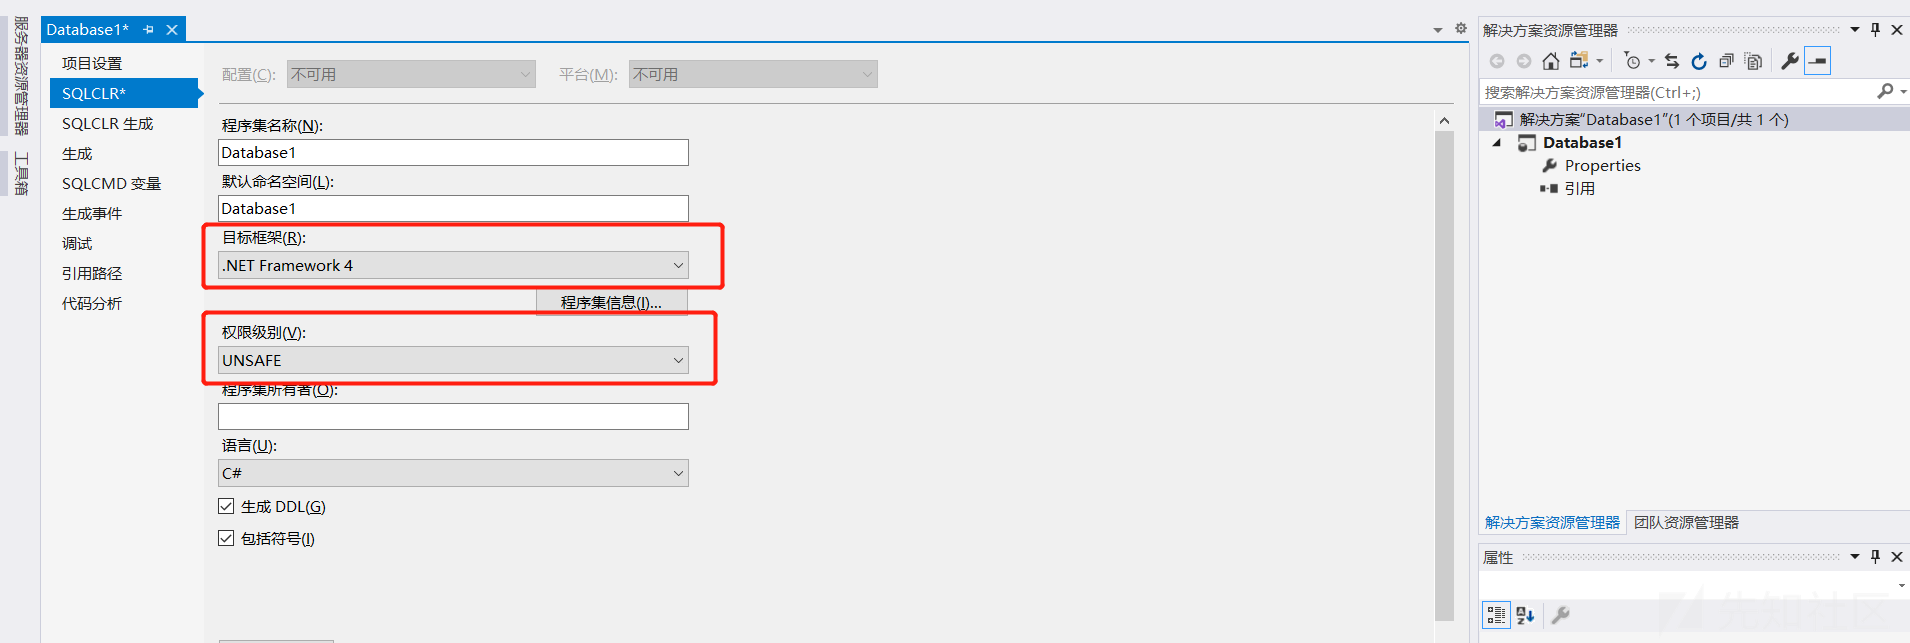 服务器资源管理器
工具箱
Database1*
项目设置
SQLCLR*
SQLCLR 生成
生成
SQLCMD 变量
生成事件
调试
引用路径
代码分析
配置(C): 不可用 平台(M): 不可用
程序集名称(N):
Database1
默认命名空间(L):
Database1
目标框架(R):
.NET Framework 4
程序集信息(I)...
权限级别(V):
UNSAFE
程序集所有者(O):
语言(U):
C#
生成 DDL(G)
包括符号(I)
解决方案资源管理器
搜索解决方案资源管理器(Ctrl+;)
解决方案"Database1"(1 个项目/共 1 个)
Database1
Properties
引用
解决方案资源管理器 团队资源管理器
属性
先知社区